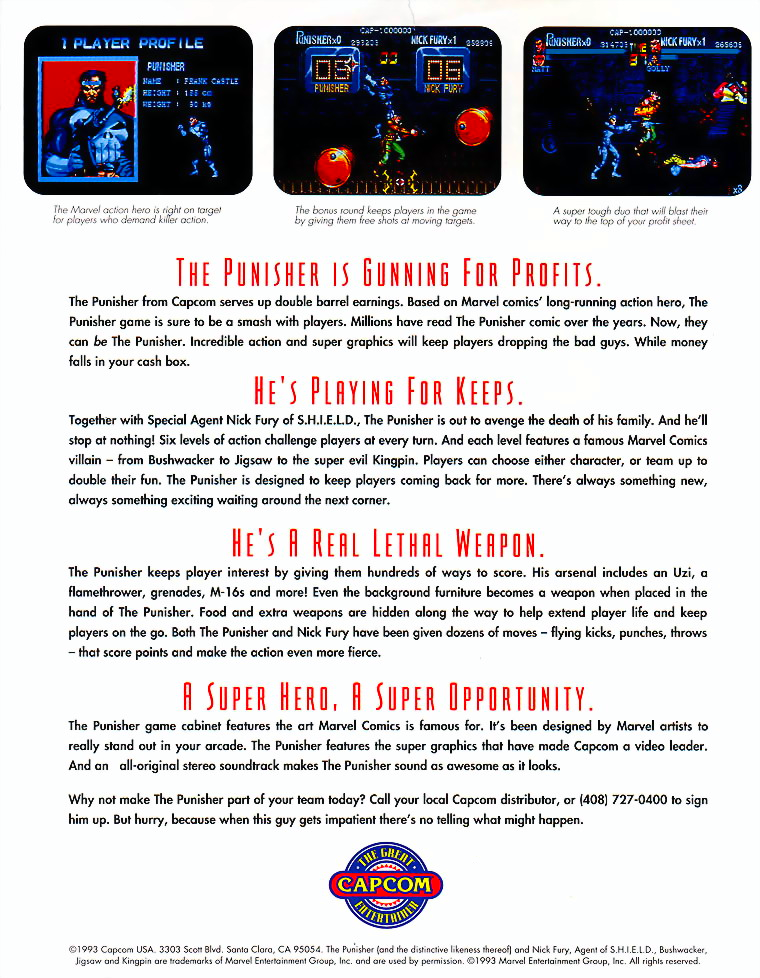 1 PLAYER PROFILE
PUNISHER
NAME : FRANK CASTLE
HEIGHT : 185 cm
WEIGHT : 90 kg
CAP-1000000
PUNISHER×0
NICK FURY×1
05
06
PUNISHER
NICK FURY
CAP-1000000
PUNISHER×0
NICK FURY×1
x3
The Marvel action hero is right on target
for players who demand killer action.
The bonus round keeps players in the game
by giving them free shots at moving targets.
A super tough duo that will blast their
way to the top of your profit sheet.
THE PUNISHER IS GUNNING FOR PROFITS.
The Punisher from Capcom serves up double barrel earnings. Based on Marvel comics' long-running action hero, The
Punisher game is sure to be a smash with players. Millions have read The Punisher comic over the years. Now, they
can be The Punisher. Incredible action and super graphics will keep players dropping the bad guys. While money
falls in your cash box.
HE'S PLAYING FOR KEEPS.
Together with Special Agent Nick Fury of S.H.I.E.L.D., The Punisher is out to avenge the death of his family. And he'll
stop at nothing! Six levels of action challenge players at every turn. And each level features a famous Marvel Comics
villain – from Bushwacker to Jigsaw to the super evil Kingpin. Players can choose either character, or team up to
double their fun. The Punisher is designed to keep players coming back for more. There's always something new,
always something exciting waiting around the next corner.
HE'S A REAL LETHAL WEAPON.
The Punisher keeps player interest by giving them hundreds of ways to score. His arsenal includes an Uzi, a
flamethrower, grenades, M-16s and more! Even the background furniture becomes a weapon when placed in the
hand of The Punisher. Food and extra weapons are hidden along the way to help extend player life and keep
players on the go. Both The Punisher and Nick Fury have been given dozens of moves – flying kicks, punches, throws
– that score points and make the action even more fierce.
A SUPER HERO, A SUPER OPPORTUNITY.
The Punisher game cabinet features the art Marvel Comics is famous for. It's been designed by Marvel artists to
really stand out in your arcade. The Punisher features the super graphics that have made Capcom a video leader.
And an all-original stereo soundtrack makes The Punisher sound as awesome as it looks.
Why not make The Punisher part of your team today? Call your local Capcom distributor, or (408) 727-0400 to sign
him up. But hurry, because when this guy gets impatient there's no telling what might happen.
THE GREAT
CAPCOM
ENTERTAINER
©1993 Capcom USA. 3303 Scott Blvd. Santa Clara, CA 95054. The Punisher (and the distinctive likeness thereof) and Nick Fury, Agent of S.H.I.E.L.D., Bushwacker,
Jigsaw and Kingpin are trademarks of Marvel Entertainment Group, Inc. and are used by permission. ©1993 Marvel Entertainment Group, Inc. All rights reserved.